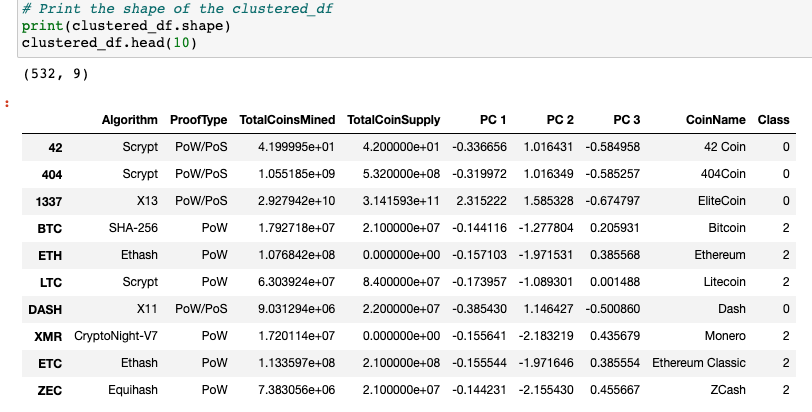 # Print the shape of the clustered_df
print(clustered_df.shape)
clustered_df.head(10)
(532, 9)
:
Algorithm ProofType TotalCoinsMined TotalCoinSupply PC 1 PC 2 PC 3 CoinName Class
42 Scrypt PoW/PoS 4.199995e+01 4.200000e+01 -0.336656 1.016431 -0.584958 42 Coin 0
404 Scrypt PoW/PoS 1.055185e+09 5.320000e+08 -0.319972 1.016349 -0.585257 404Coin 0
1337 X13 PoW/PoS 2.927942e+10 3.141593e+11 2.315222 1.585328 -0.674797 EliteCoin 0
BTC SHA-256 PoW 1.792718e+07 2.100000e+07 -0.144116 -1.277804 0.205931 Bitcoin 2
ETH Ethash PoW 1.076842e+08 0.000000e+00 -0.157103 -1.971531 0.385568 Ethereum 2
LTC Scrypt PoW 6.303924e+07 8.400000e+07 -0.173957 -1.089301 0.001488 Litecoin 2
DASH X11 PoW/PoS 9.031294e+06 2.200000e+07 -0.385430 1.146427 -0.500860 Dash 0
XMR CryptoNight-V7 PoW 1.720114e+07 0.000000e+00 -0.155641 -2.183219 0.435679 Monero 2
ETC Ethash PoW 1.133597e+08 2.100000e+08 -0.155544 -1.971646 0.385554 Ethereum Classic 2
ZEC Equihash PoW 7.383056e+06 2.100000e+07 -0.144231 -2.155430 0.455667 ZCash 2